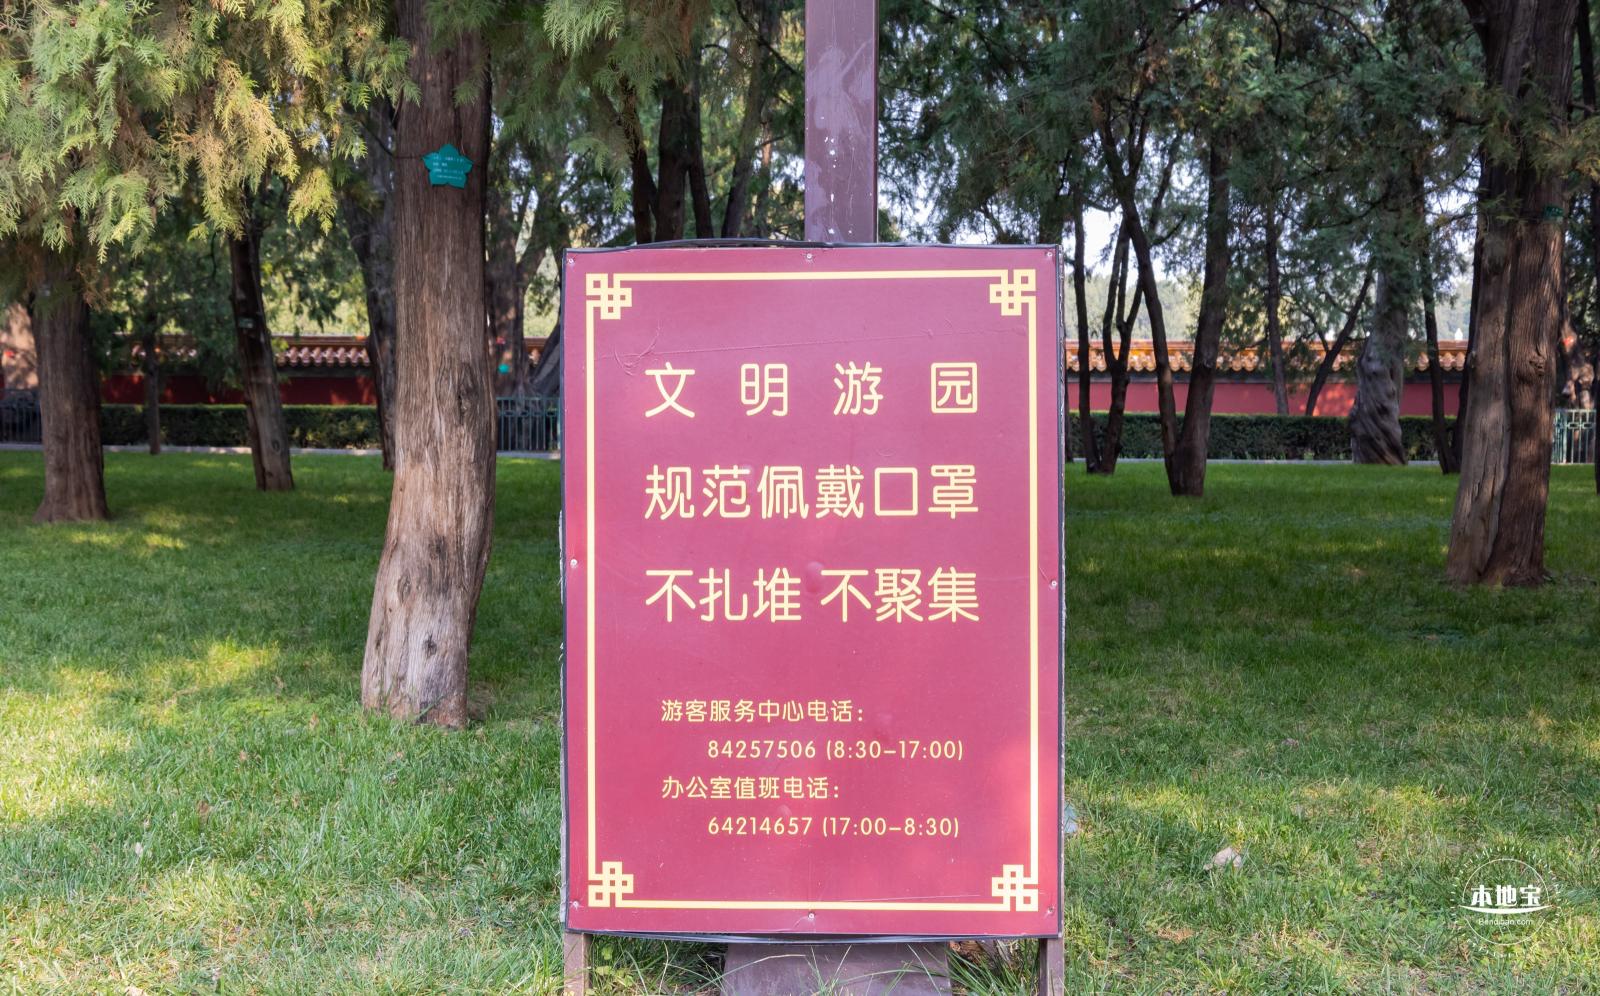 文明游园
规范佩戴口罩
不扎堆 不聚集
游客服务中心电话：
84257506 (8:30-17:00)
办公室值班电话：
64214657 (17:00-8:30)
本地宝
Bendibao.com